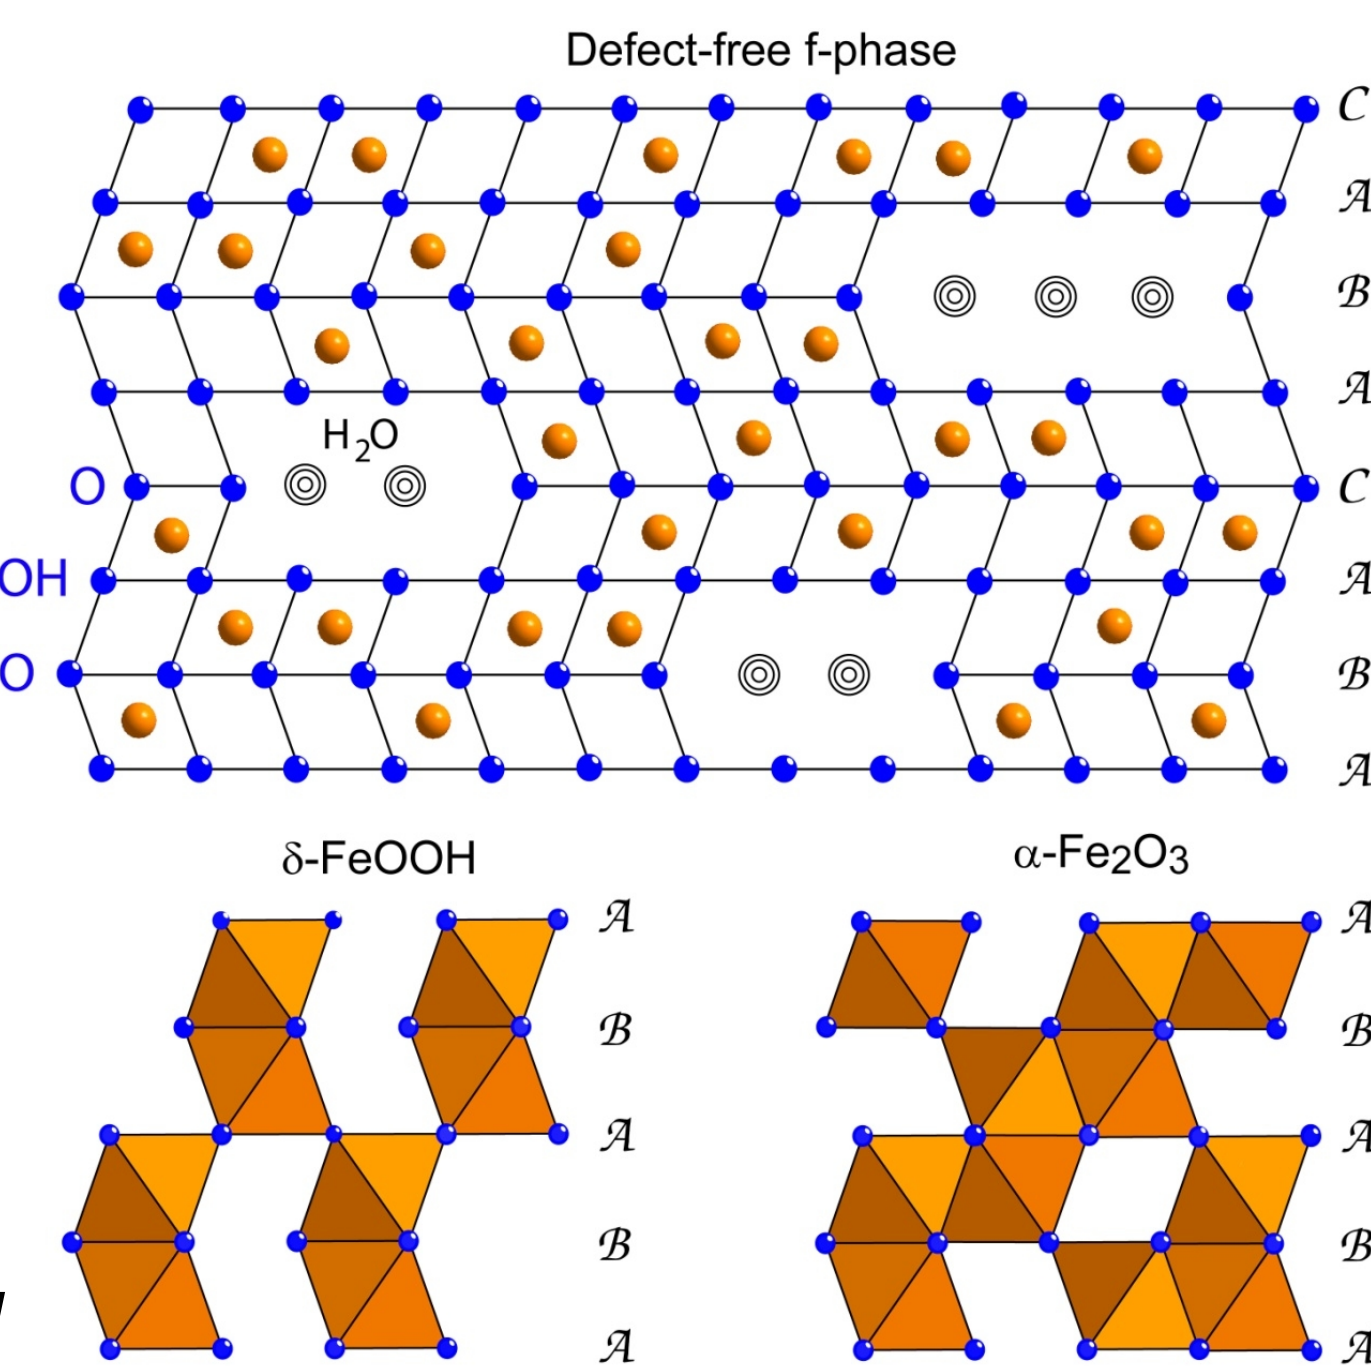 Defect-free f-phase
C
A
B
A
H₂O
O C
OH A
O B
A
δ-FeOOH α-Fe₂O₃
A A
B B
A A
B B
A A